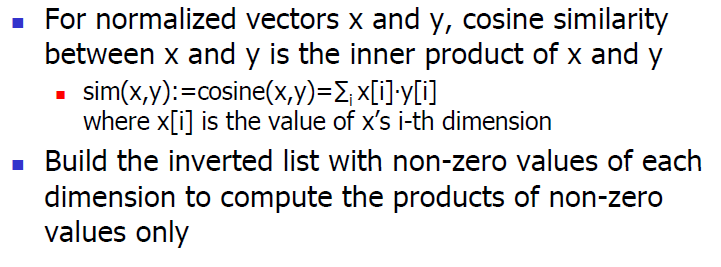 For normalized vectors x and y, cosine similarity
between x and y is the inner product of x and y
sim(x,y):=cosine(x,y)=∑i x[i]·y[i]
where x[i] is the value of x’s i-th dimension
Build the inverted list with non-zero values of each
dimension to compute the products of non-zero
values only